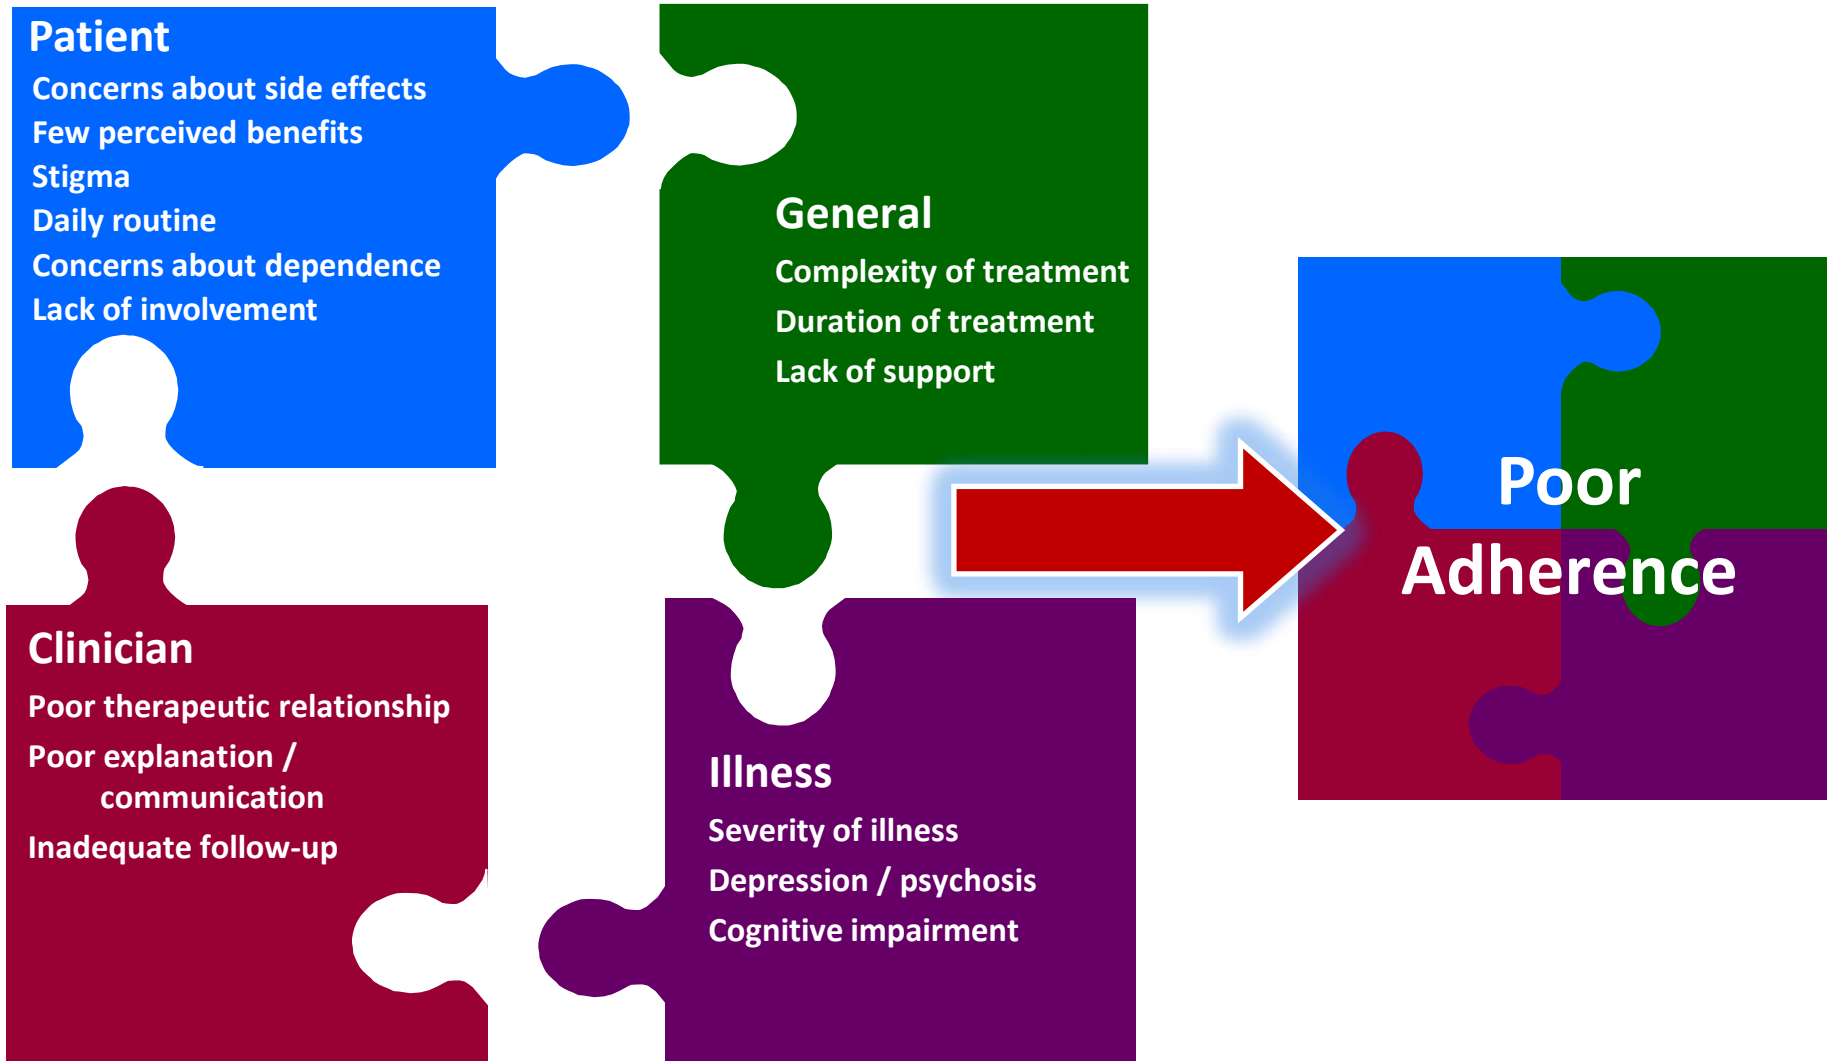 Patient
Concerns about side effects
Few perceived benefits
Stigma
Daily routine
Concerns about dependence
Lack of involvement
General
Complexity of treatment
Duration of treatment
Lack of support
Clinician
Poor therapeutic relationship
Poor explanation /
communication
Inadequate follow-up
Illness
Severity of illness
Depression / psychosis
Cognitive impairment
Poor
Adherence